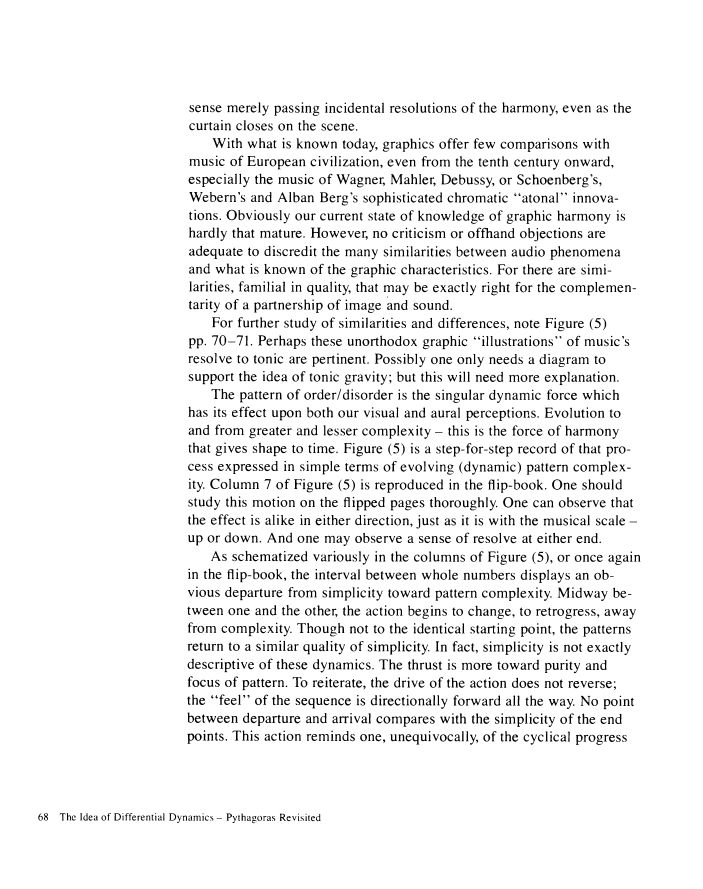 sense merely passing incidental resolutions of the harmony, even as the
curtain closes on the scene.
With what is known today, graphics offer few comparisons with
music of European civilization, even from the tenth century onward,
especially the music of Wagner, Mahler, Debussy, or Schoenberg's,
Webern's and Alban Berg's sophisticated chromatic "atonal" innova-
tions. Obviously our current state of knowledge of graphic harmony is
hardly that mature. However, no criticism or offhand objections are
adequate to discredit the many similarities between audio phenomena
and what is known of the graphic characteristics. For there are simi-
larities, familial in quality, that may be exactly right for the complemen-
tarity of a partnership of image and sound.
For further study of similarities and differences, note Figure (5)
pp. 70–71. Perhaps these unorthodox graphic "illustrations" of music's
resolve to tonic are pertinent. Possibly one only needs a diagram to
support the idea of tonic gravity; but this will need more explanation.
The pattern of order/disorder is the singular dynamic force which
has its effect upon both our visual and aural perceptions. Evolution to
and from greater and lesser complexity – this is the force of harmony
that gives shape to time. Figure (5) is a step-for-step record of that pro-
cess expressed in simple terms of evolving (dynamic) pattern complex-
ity. Column 7 of Figure (5) is reproduced in the flip-book. One should
study this motion on the flipped pages thoroughly. One can observe that
the effect is alike in either direction, just as it is with the musical scale –
up or down. And one may observe a sense of resolve at either end.
As schematized variously in the columns of Figure (5), or once again
in the flip-book, the interval between whole numbers displays an ob-
vious departure from simplicity toward pattern complexity. Midway be-
tween one and the other, the action begins to change, to retrogress, away
from complexity. Though not to the identical starting point, the patterns
return to a similar quality of simplicity. In fact, simplicity is not exactly
descriptive of these dynamics. The thrust is more toward purity and
focus of pattern. To reiterate, the drive of the action does not reverse;
the "feel" of the sequence is directionally forward all the way. No point
between departure and arrival compares with the simplicity of the end
points. This action reminds one, unequivocally, of the cyclical progress
68 The Idea of Differential Dynamics – Pythagoras Revisited